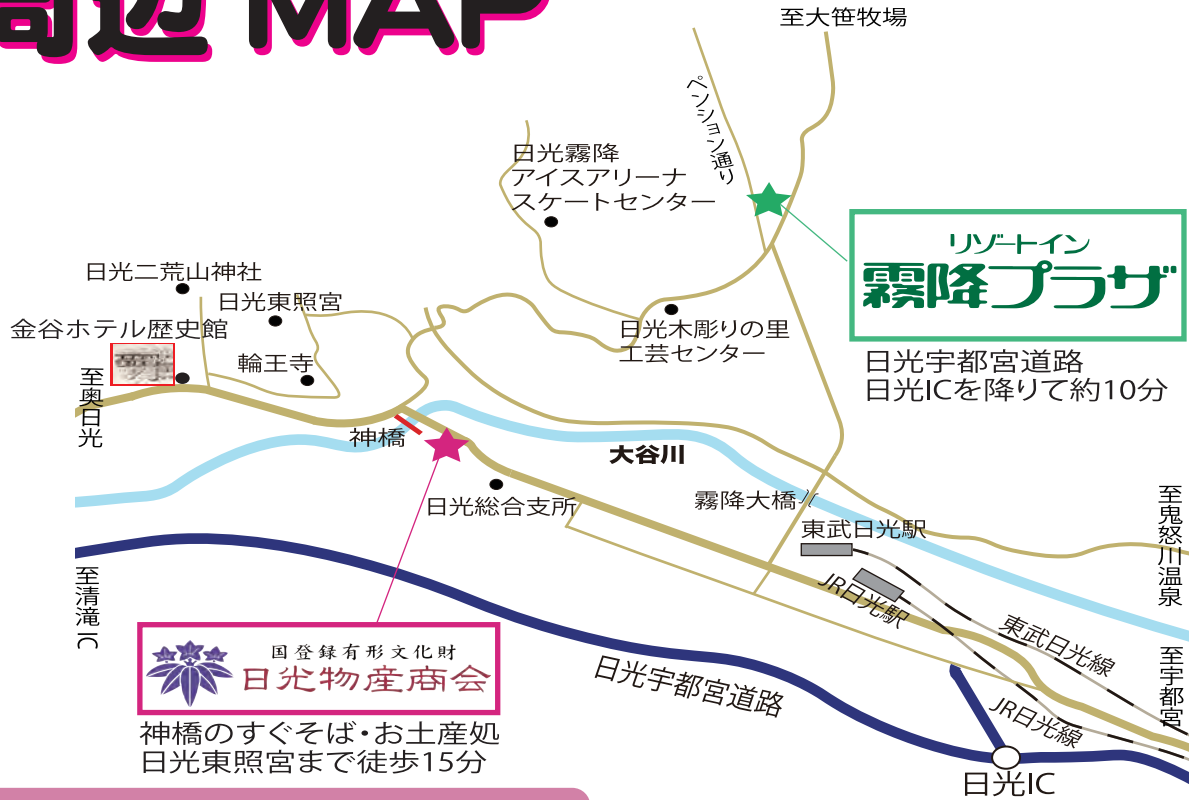 周辺 MAP
至大笹牧場
ペンション通り
日光霧降
アイスアリーナ
スケートセンター
リゾートイン
霧降プラザ
日光宇都宮道路
日光ICを降りて約10分
日光二荒山神社
日光東照宮
金谷ホテル歴史館
輪王寺
日光木彫りの里
工芸センター
至奥日光
神橋
大谷川
日光総合支所
霧降大橋
東武日光駅
JR日光駅
至鬼怒川温泉
至清滝IC
国登録有形文化財
日光物産商会
神橋のすぐそば・お土産処
日光東照宮まで徒歩15分
日光宇都宮道路
東武日光線
JR日光線
至宇都宮
日光IC